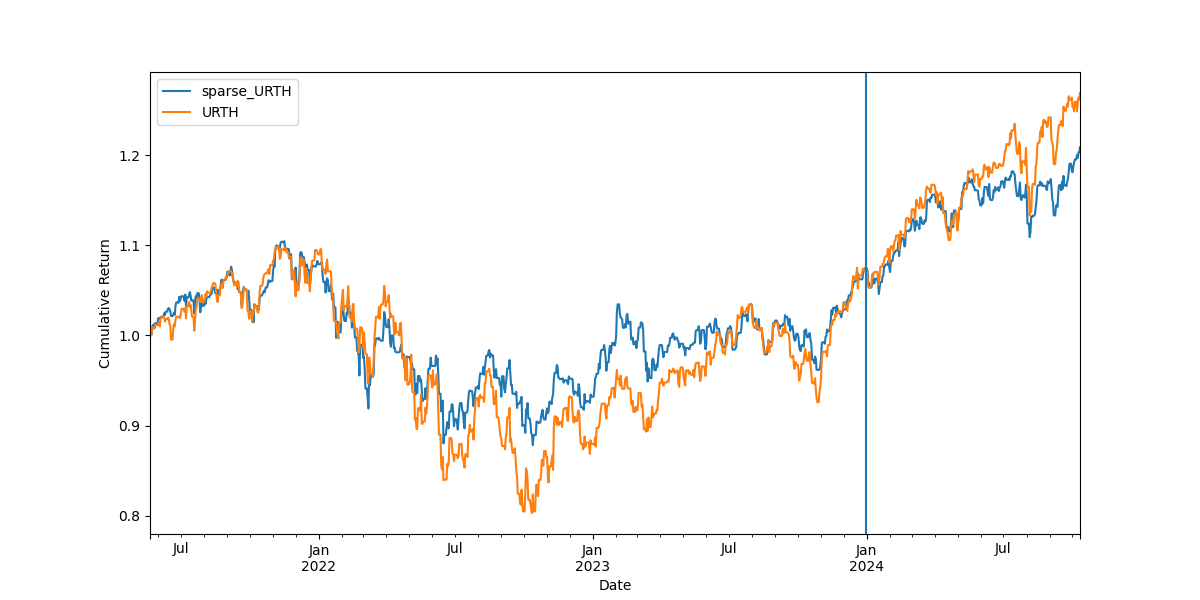 sparse_URTH
URTH
1.2
1.1
1.0
0.9
0.8
Cumulative Return
Jul
Jan
2022
Jul
Jan
2023
Jul
Jan
2024
Jul
Date